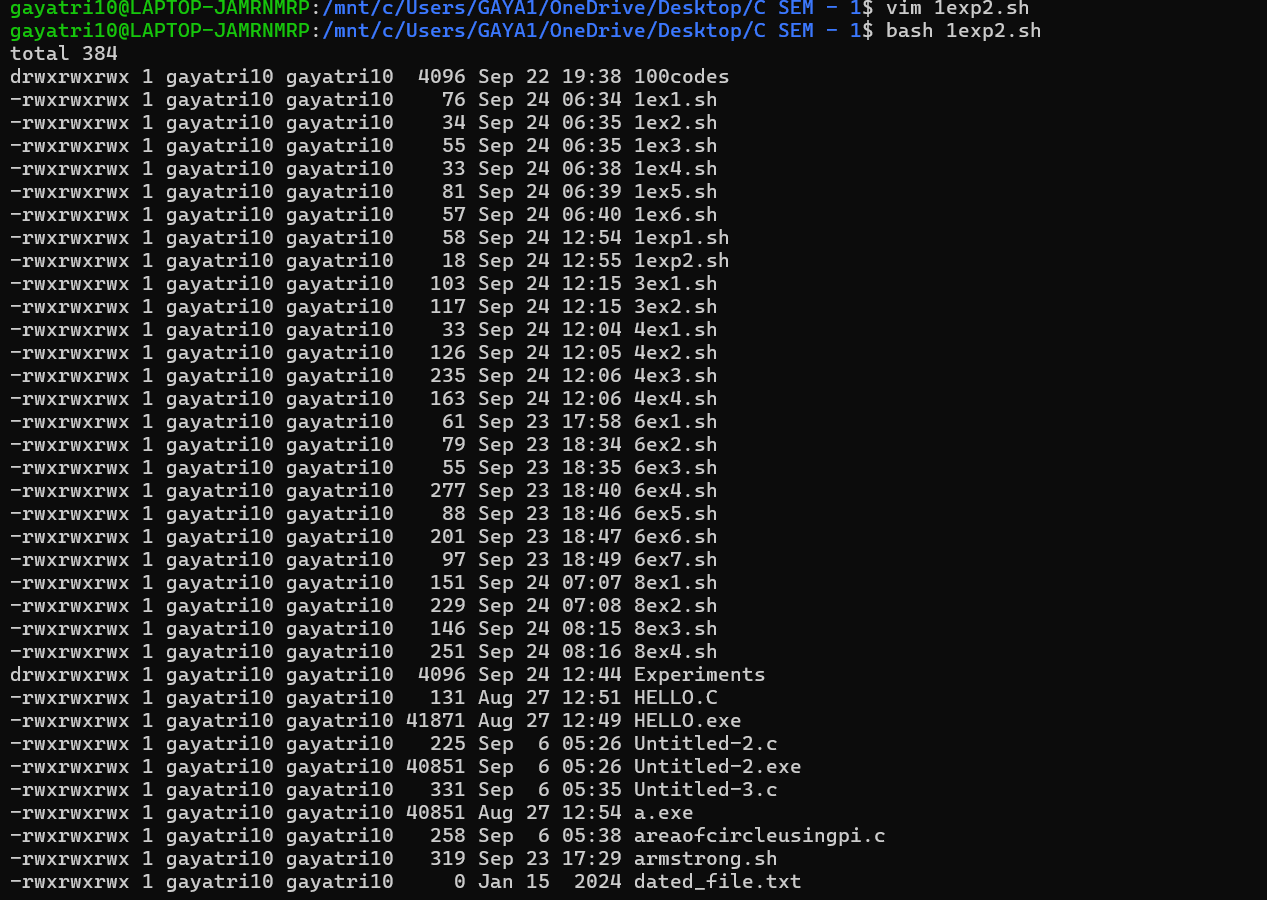 gayatri10@LAPTOP-JAMRNMRP:/mnt/c/Users/GAYA1/OneDrive/Desktop/C SEM - 1$ vim 1exp2.sh
gayatri10@LAPTOP-JAMRNMRP:/mnt/c/Users/GAYA1/OneDrive/Desktop/C SEM - 1$ bash 1exp2.sh
total 384
drwxrwxrwx 1 gayatri10 gayatri10  4096 Sep 22 19:38 100codes
-rwxrwxrwx 1 gayatri10 gayatri10    76 Sep 24 06:34 1ex1.sh
-rwxrwxrwx 1 gayatri10 gayatri10    34 Sep 24 06:35 1ex2.sh
-rwxrwxrwx 1 gayatri10 gayatri10    55 Sep 24 06:35 1ex3.sh
-rwxrwxrwx 1 gayatri10 gayatri10    33 Sep 24 06:38 1ex4.sh
-rwxrwxrwx 1 gayatri10 gayatri10    81 Sep 24 06:39 1ex5.sh
-rwxrwxrwx 1 gayatri10 gayatri10    57 Sep 24 06:40 1ex6.sh
-rwxrwxrwx 1 gayatri10 gayatri10    58 Sep 24 12:54 1exp1.sh
-rwxrwxrwx 1 gayatri10 gayatri10    18 Sep 24 12:55 1exp2.sh
-rwxrwxrwx 1 gayatri10 gayatri10   103 Sep 24 12:15 3ex1.sh
-rwxrwxrwx 1 gayatri10 gayatri10   117 Sep 24 12:15 3ex2.sh
-rwxrwxrwx 1 gayatri10 gayatri10    33 Sep 24 12:04 4ex1.sh
-rwxrwxrwx 1 gayatri10 gayatri10   126 Sep 24 12:05 4ex2.sh
-rwxrwxrwx 1 gayatri10 gayatri10   235 Sep 24 12:06 4ex3.sh
-rwxrwxrwx 1 gayatri10 gayatri10   163 Sep 24 12:06 4ex4.sh
-rwxrwxrwx 1 gayatri10 gayatri10    61 Sep 23 17:58 6ex1.sh
-rwxrwxrwx 1 gayatri10 gayatri10    79 Sep 23 18:34 6ex2.sh
-rwxrwxrwx 1 gayatri10 gayatri10    55 Sep 23 18:35 6ex3.sh
-rwxrwxrwx 1 gayatri10 gayatri10   277 Sep 23 18:40 6ex4.sh
-rwxrwxrwx 1 gayatri10 gayatri10    88 Sep 23 18:46 6ex5.sh
-rwxrwxrwx 1 gayatri10 gayatri10   201 Sep 23 18:47 6ex6.sh
-rwxrwxrwx 1 gayatri10 gayatri10    97 Sep 23 18:49 6ex7.sh
-rwxrwxrwx 1 gayatri10 gayatri10   151 Sep 24 07:07 8ex1.sh
-rwxrwxrwx 1 gayatri10 gayatri10   229 Sep 24 07:08 8ex2.sh
-rwxrwxrwx 1 gayatri10 gayatri10   146 Sep 24 08:15 8ex3.sh
-rwxrwxrwx 1 gayatri10 gayatri10   251 Sep 24 08:16 8ex4.sh
drwxrwxrwx 1 gayatri10 gayatri10  4096 Sep 24 12:44 Experiments
-rwxrwxrwx 1 gayatri10 gayatri10   131 Aug 27 12:51 HELLO.C
-rwxrwxrwx 1 gayatri10 gayatri10 41871 Aug 27 12:49 HELLO.exe
-rwxrwxrwx 1 gayatri10 gayatri10   225 Sep  6 05:26 Untitled-2.c
-rwxrwxrwx 1 gayatri10 gayatri10 40851 Sep  6 05:26 Untitled-2.exe
-rwxrwxrwx 1 gayatri10 gayatri10   331 Sep  6 05:35 Untitled-3.c
-rwxrwxrwx 1 gayatri10 gayatri10 40851 Aug 27 12:54 a.exe
-rwxrwxrwx 1 gayatri10 gayatri10   258 Sep  6 05:38 areaofcircleusingpi.c
-rwxrwxrwx 1 gayatri10 gayatri10   319 Sep 23 17:29 armstrong.sh
-rwxrwxrwx 1 gayatri10 gayatri10     0 Jan 15  2024 dated_file.txt